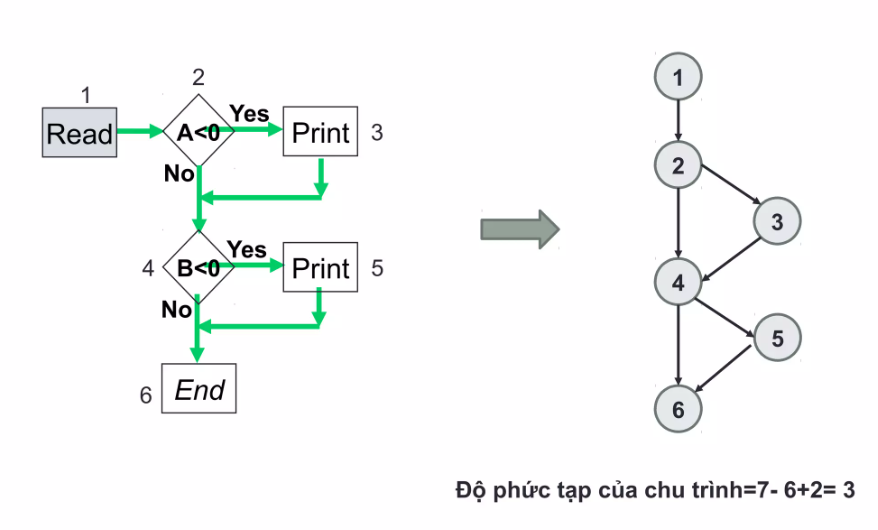 1
2
Read
A<0
Yes
Print
3
No
4
B<0
Yes
Print
5
No
6
End
1
2
3
4
5
6
Độ phức tạp của chu trình=7- 6+2= 3